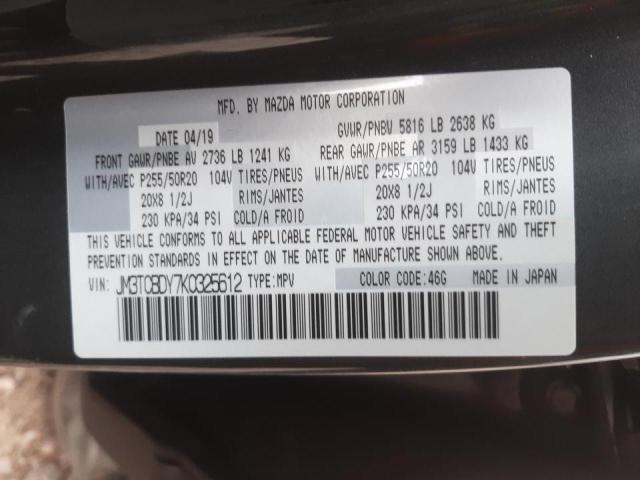 MFD. BY MAZDA MOTOR CORPORATION
DATE 04/19 GVWR/PNBV 5816 LB 2638 KG
FRONT GAWR/PNBE AV 2736 LB 1241 KG REAR GAWR/PNBE AR 3159 LB 1433 KG
WITH/AVEC P255/50R20 104V TIRES/PNEUS WITH/AVEC P255/50R20 104V TIRES/PNEUS
20X8 1/2J RIMS/JANTES 20X8 1/2J RIMS/JANTES
230 KPA/34 PSI COLD/A FROID 230 KPA/34 PSI COLD/A FROID
THIS VEHICLE CONFORMS TO ALL APPLICABLE FEDERAL MOTOR VEHICLE SAFETY AND THEFT
PREVENTION STANDARDS IN EFFECT ON THE DATE OF MANUFACTURE SHOWN ABOVE.
VIN: JM3TCBDY7K0325612 TYPE:MPV COLOR CODE:46G MADE IN JAPAN